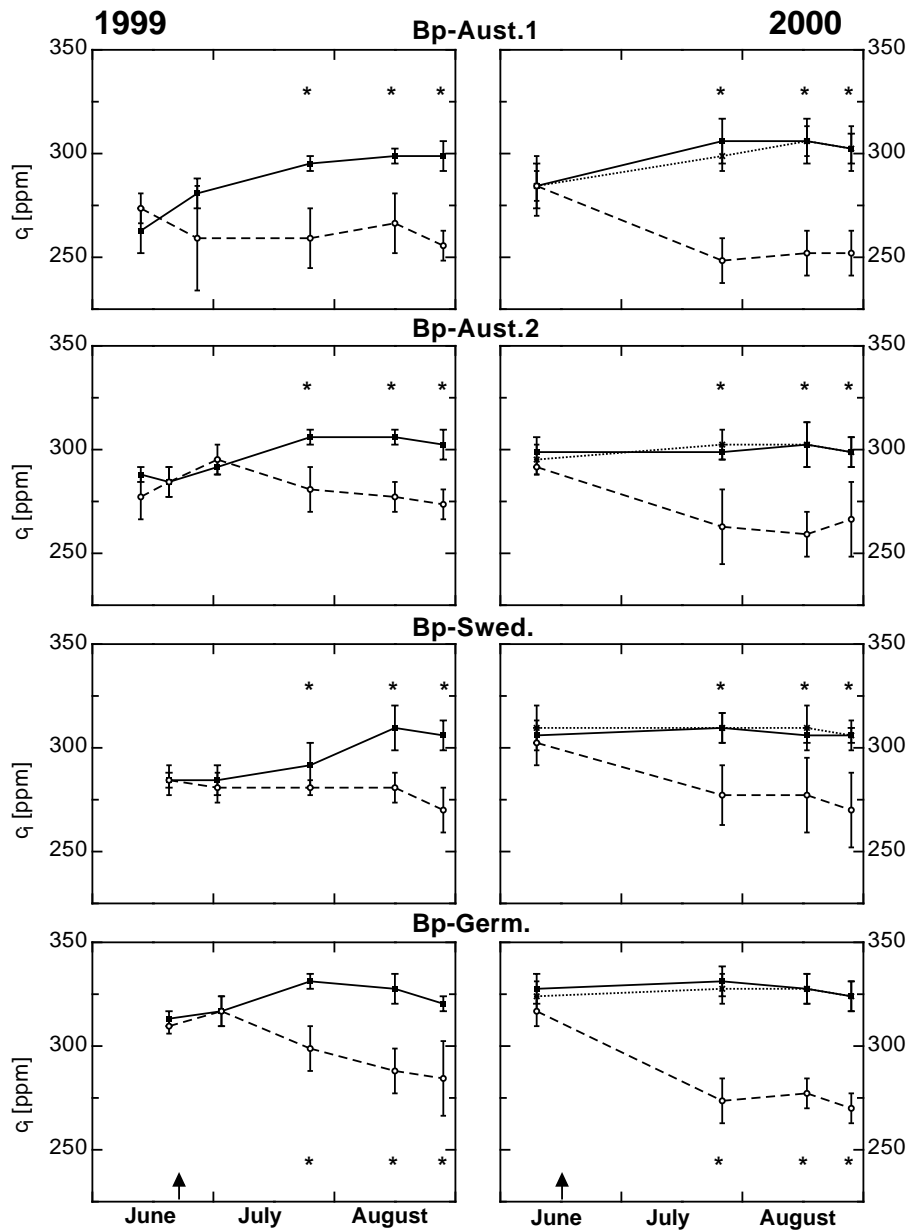 1999 Bp-Aust.1 2000
350 350
* * * * * *
300 300
cᵢ [ppm]
250 250
Bp-Aust.2
350 350
* * * * * *
300 300
cᵢ [ppm]
250 250
Bp-Swed.
350 350
* * * * * *
300 300
cᵢ [ppm]
250 250
Bp-Germ.
350 350
300 300
cᵢ [ppm]
250 250
* * * * * *
June July August June July August